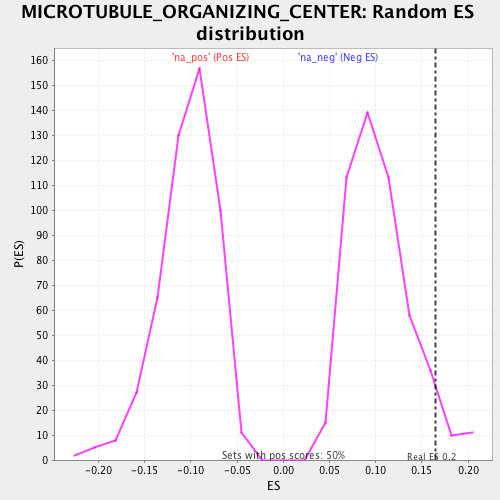 MICROTUBULE_ORGANIZING_CENTER: Random ES
distribution
'na_pos' (Pos ES) 'na_neg' (Neg ES)
160
150
140
130
120
110
100
90
80
70
60
50
40
30
20
10
0
P(ES)
Sets with pos scores: 50%
Real ES 0.2
-0.20 -0.15 -0.10 -0.05 0.00 0.05 0.10 0.15 0.20
ES